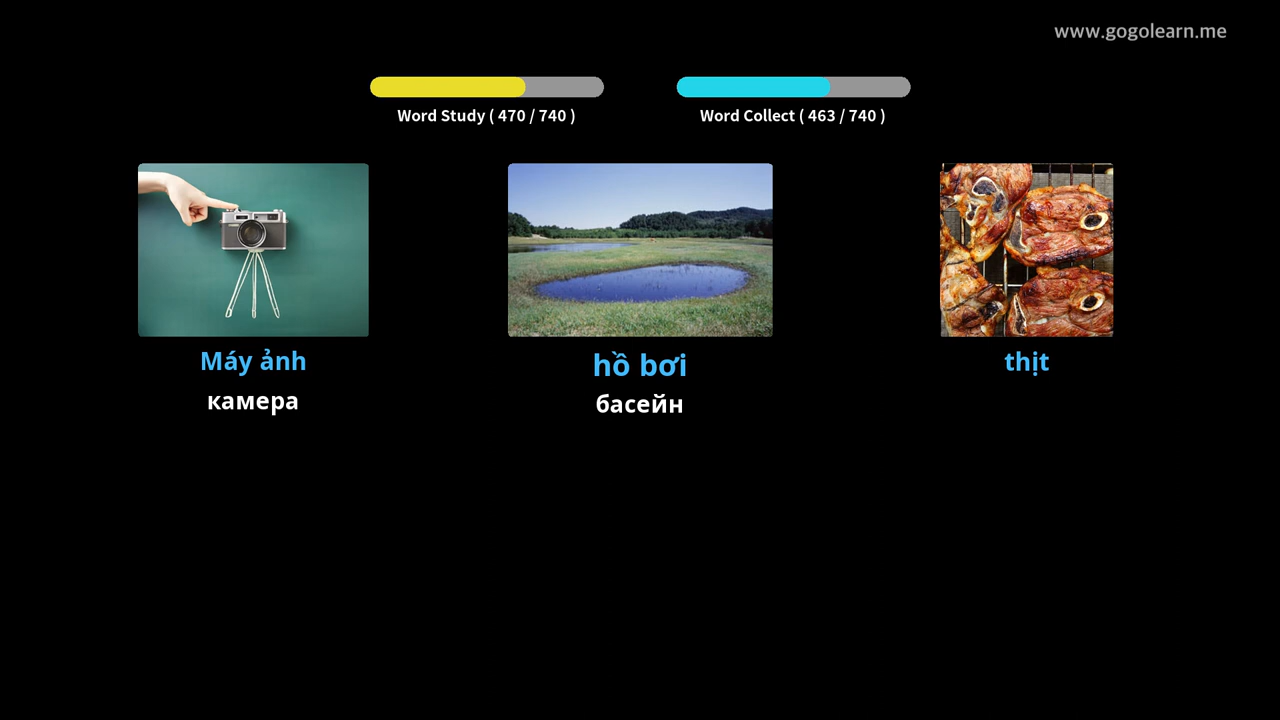 www.gogolearn.me
Word Study ( 470 / 740 )
Word Collect ( 463 / 740 )
Máy ảnh
камера
hồ bơi
басейн
thịt